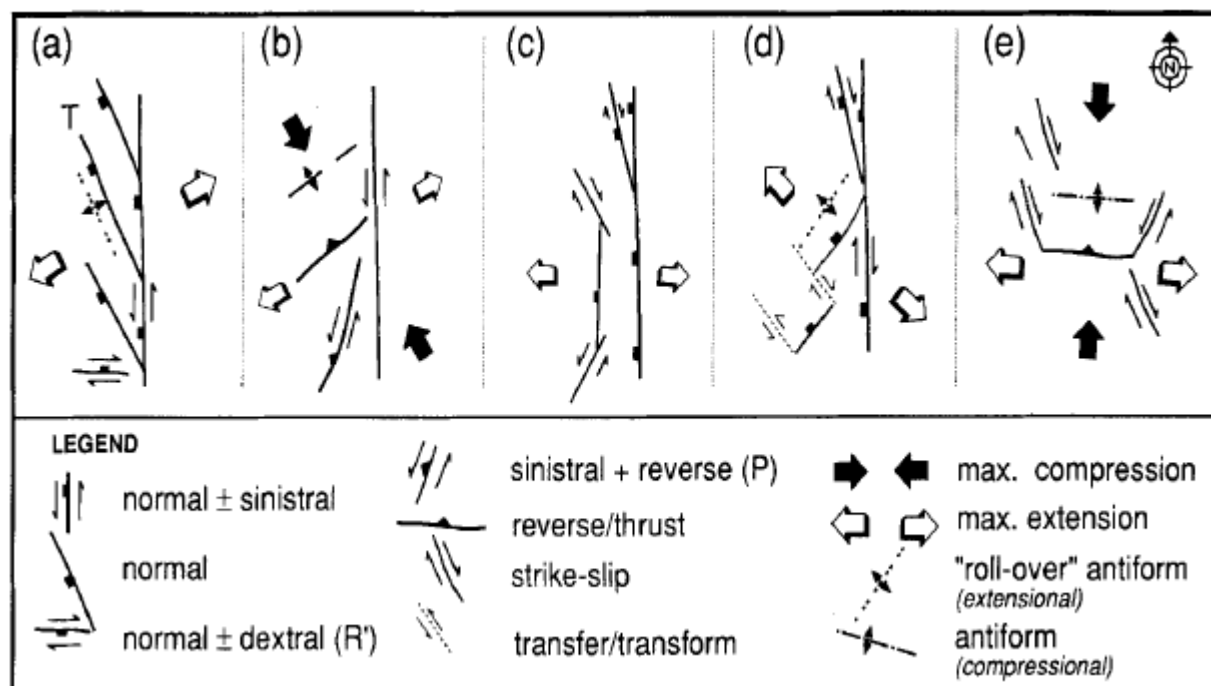 (a) (b) (c) (d) (e)
N
T
LEGEND
normal ± sinistral
normal
normal ± dextral (R')
sinistral + reverse (P)
reverse/thrust
strike-slip
transfer/transform
max. compression
max. extension
"roll-over" antiform
(extensional)
antiform
(compressional)